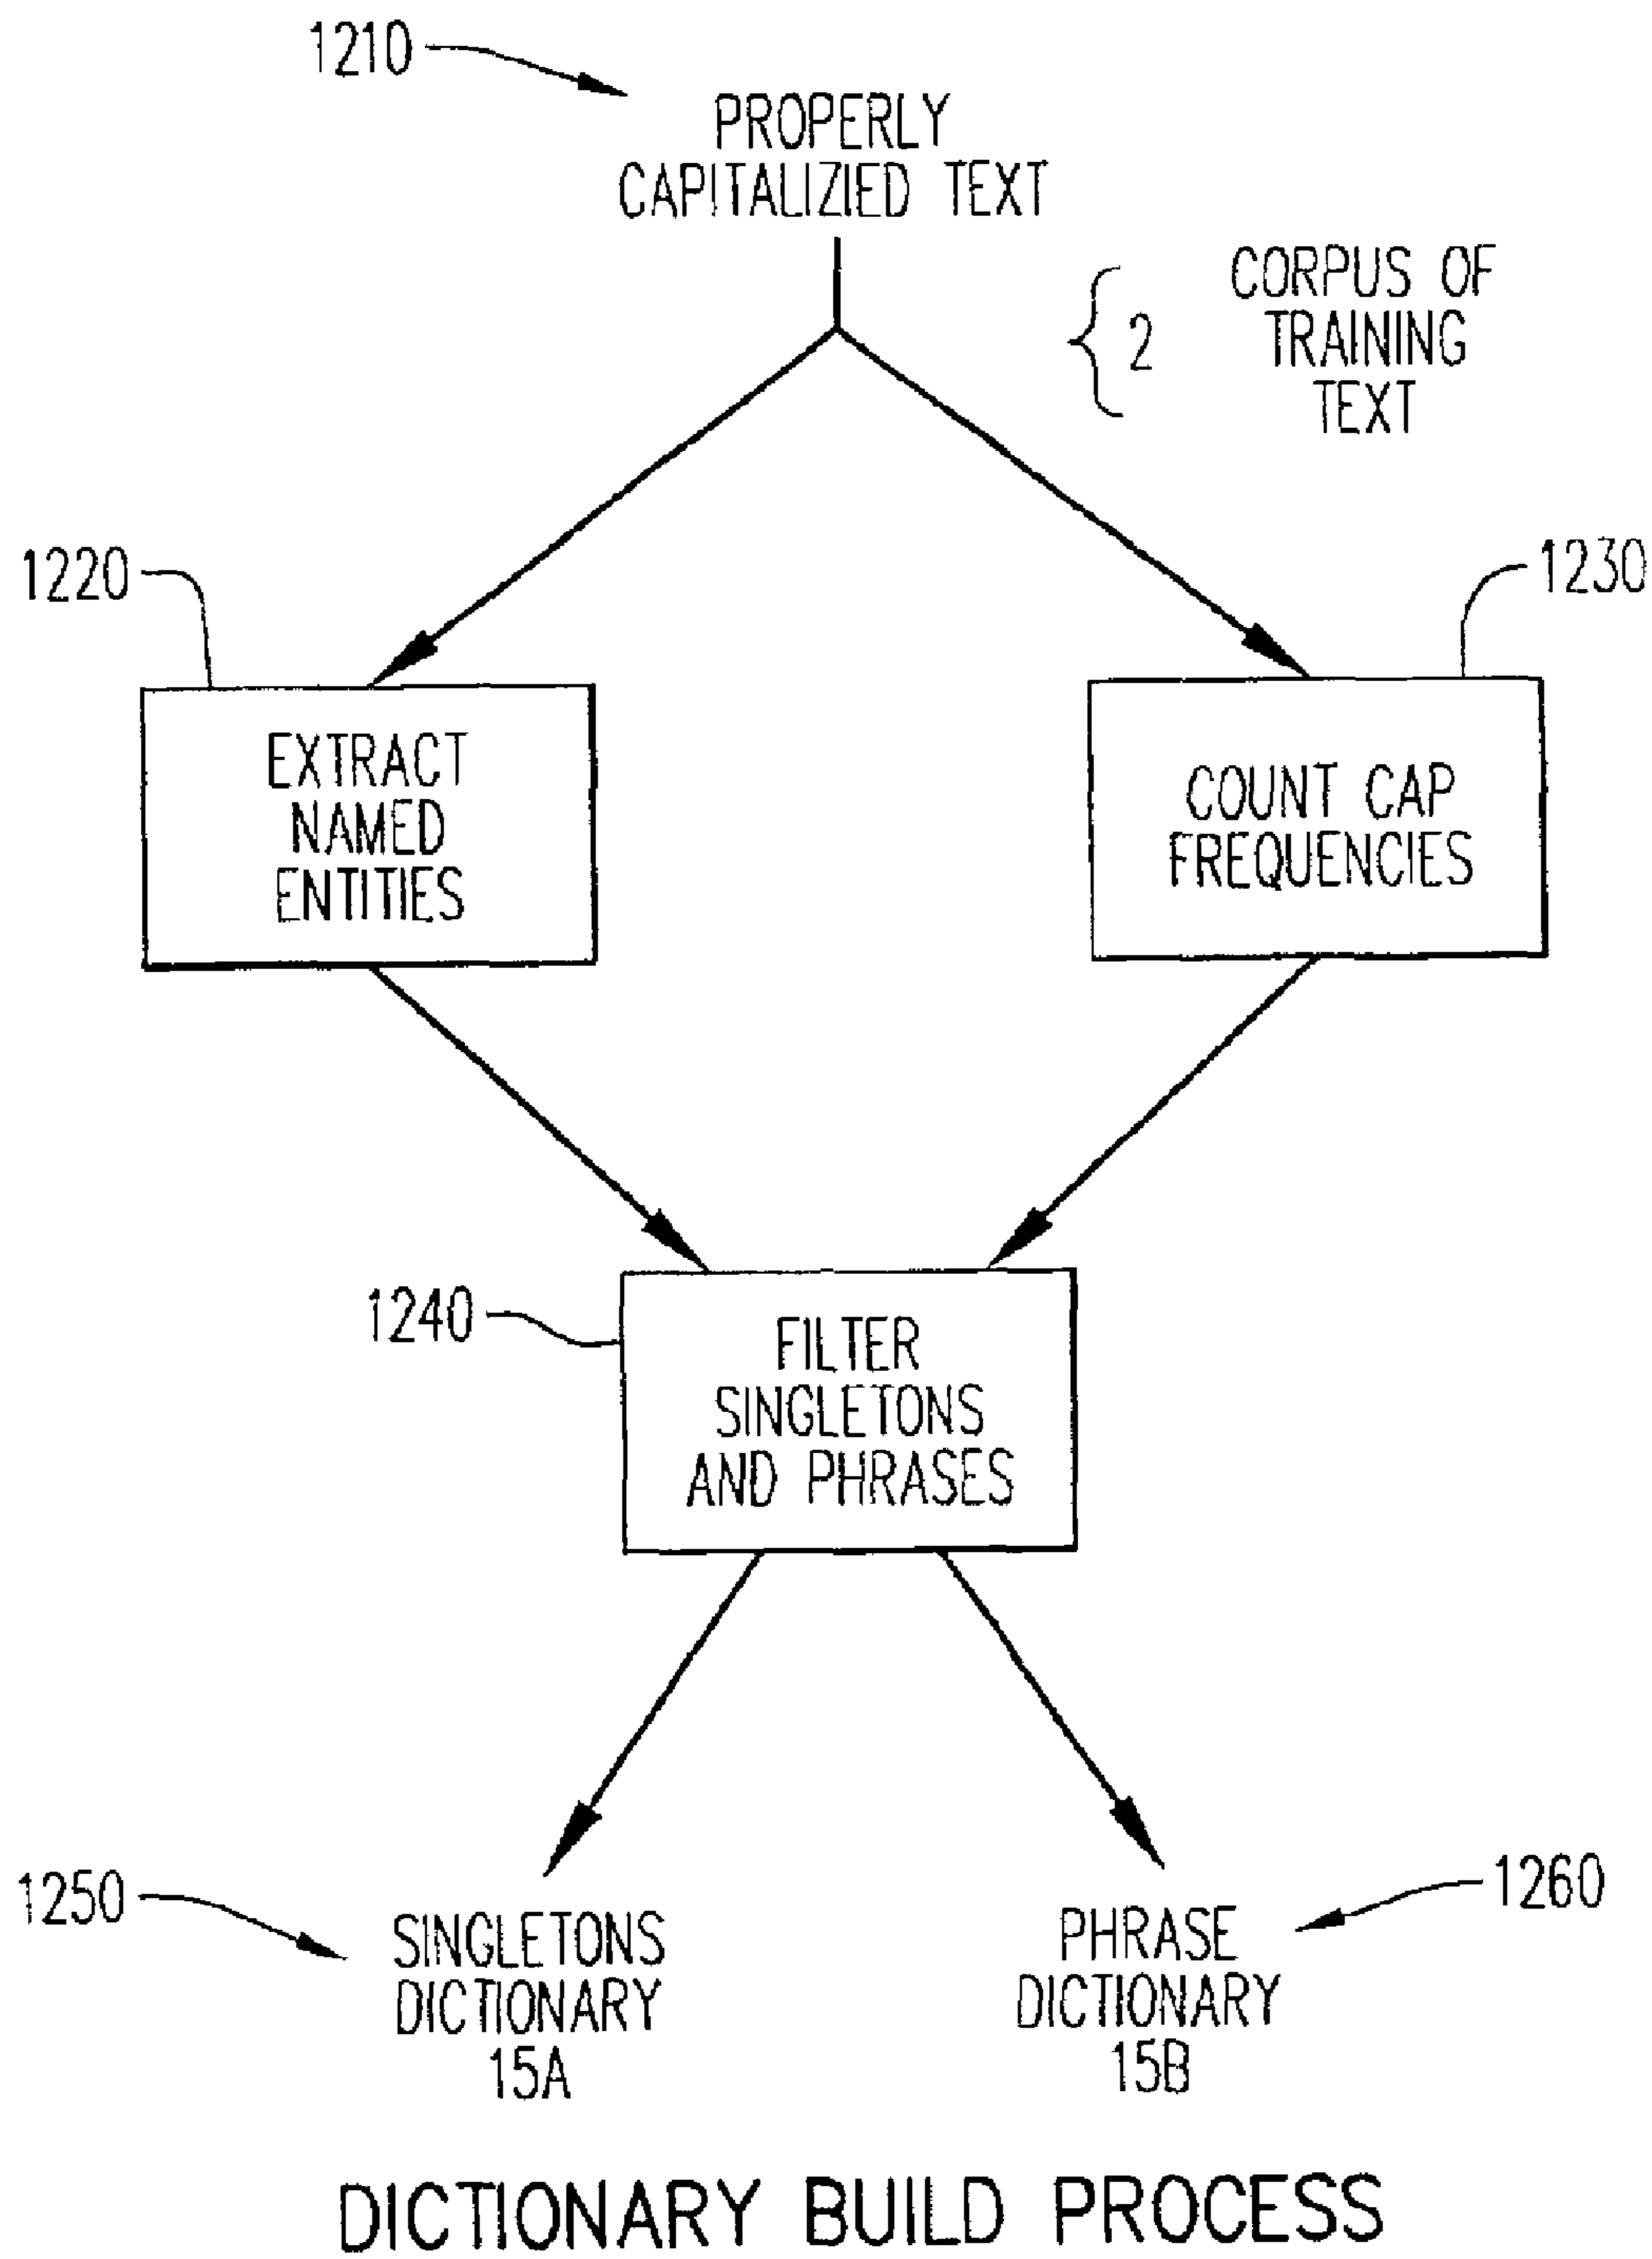 1210
PROPERLY
CAPITALIZIED TEXT
2
CORPUS OF
TRAINING
TEXT
1220
1230
EXTRACT
NAMED
ENTITIES
COUNT CAP
FREQUENCIES
1240
FILTER
SINGLETONS
AND PHRASES
1250
SINGLETONS
DICTIONARY
15A
1260
PHRASE
DICTIONARY
15B
DICTIONARY BUILD PROCESS